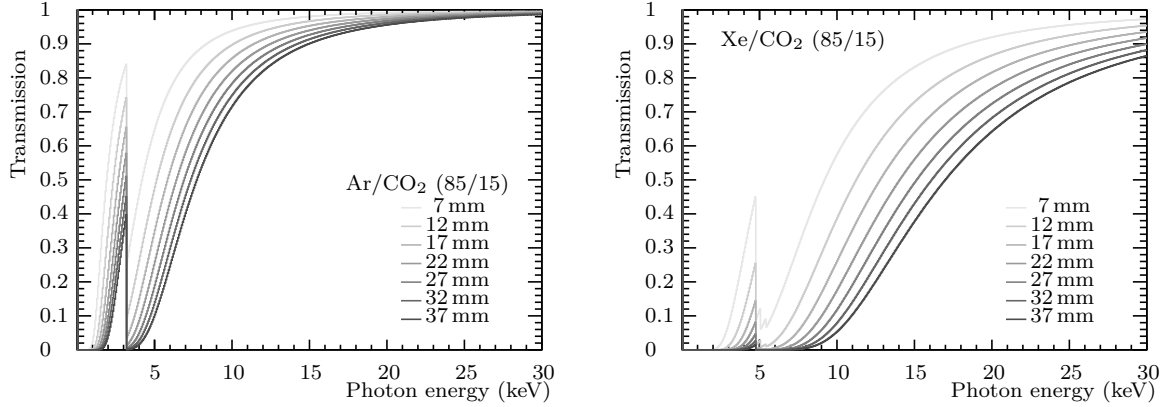 1
0.9
0.8
0.7
0.6
0.5
0.4
0.3
0.2
0.1
0
Transmission
Ar/CO₂ (85/15)
7 mm
12 mm
17 mm
22 mm
27 mm
32 mm
37 mm
5 10 15 20 25 30
Photon energy (keV)
1
0.9
0.8
0.7
0.6
0.5
0.4
0.3
0.2
0.1
0
Transmission
Xe/CO₂ (85/15)
7 mm
12 mm
17 mm
22 mm
27 mm
32 mm
37 mm
5 10 15 20 25 30
Photon energy (keV)